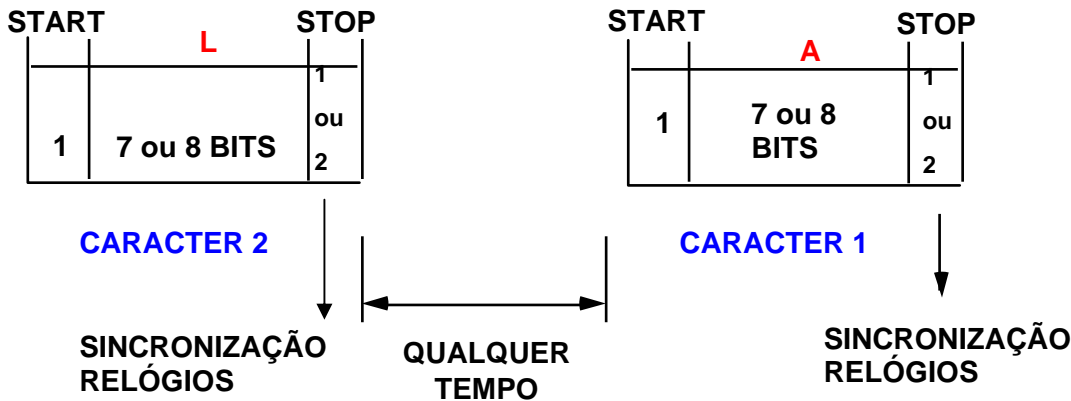 START L STOP
1 7 ou 8 BITS
1
ou
2
CARACTER 2
SINCRONIZAÇÃO
RELÓGIOS
QUALQUER
TEMPO
START A STOP
1 7 ou 8
BITS
1
ou
2
CARACTER 1
SINCRONIZAÇÃO
RELÓGIOS